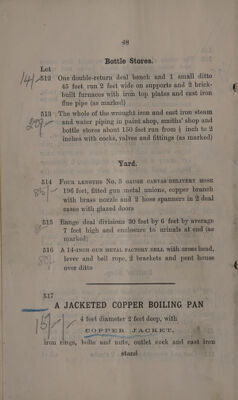 48
Bottle Stores.
Lot
512 One double-return deal bench and 1 small ditto
45 feet run 2 feet wide on supports and 2 brick-
built furnaces with iron top plates and cast iron
flue pipe (as marked)
513 The whole of the wrought iron and cast iron steam
and water piping in paint shop, smiths' shop and
bottle stores about 150 feet run from ½ inch to 2
inches with cocks, valves and fittings (as marked)
Yard.
514 FOUR LENGTHS NO. 3 GAUGE CANVAS DELIVERY HOSE
196 feet, fitted gun metal unions, copper branch
with brass nozzle and 2 hose spanners in 2 deal
cases with glazed doors
515 Range deal divisions 30 feet by 6 feet by average
7 feet high and enclosure to urinals at end (as
marked)
516 A 14-INCH GUN METAL FACTORY BELL with cross head,
lever and bell rope, 2 brackets and pent house
over ditto
517
A JACKETED COPPER BOILING PAN
4 feet diameter 2 feet deep, with
COPPER JACKET,
iron rings, bolts and nuts, outlet cock and cast iron
stand